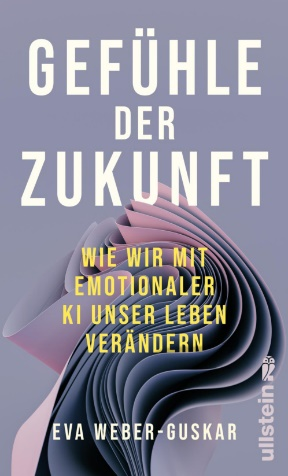 GEFÜHLE
DER
ZUKUNFT
WIE WIR MIT
EMOTIONALER
KI UNSER LEBEN
VERÄNDERN
EVA WEBER-GUSKAR
ullstein